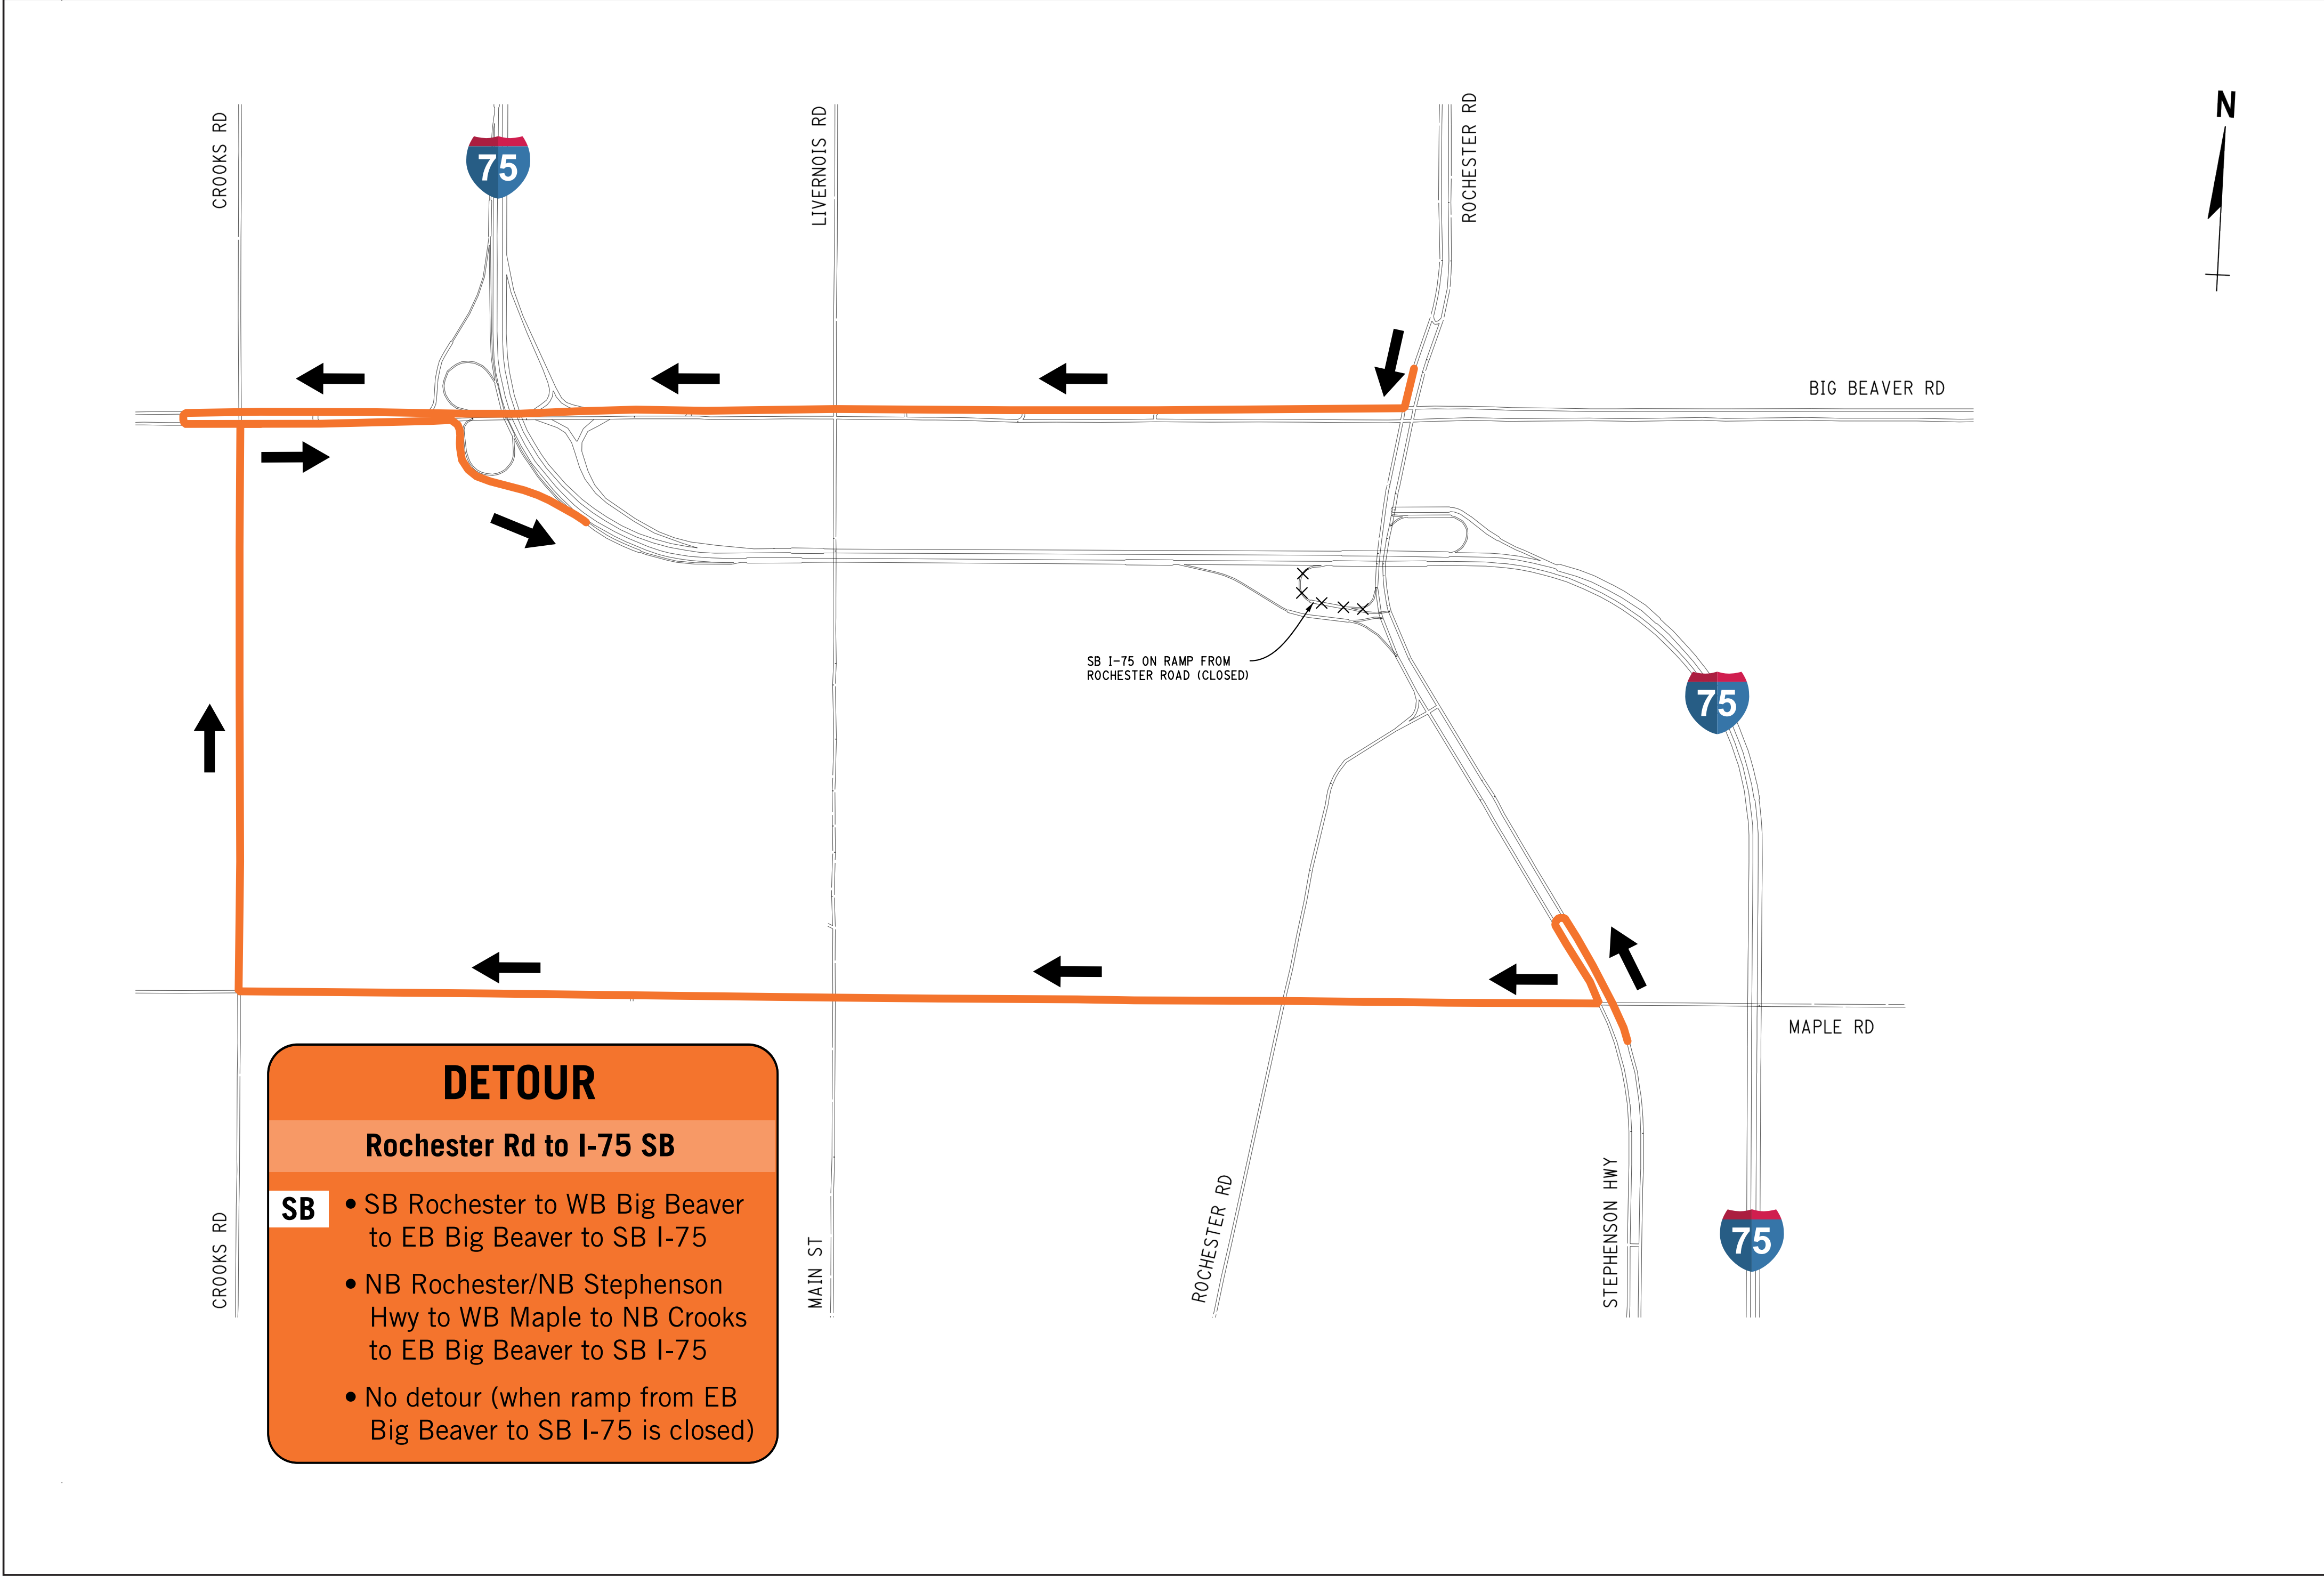 N
CROOKS RD
75
LIVERNOIS RD
ROCHESTER RD
BIG BEAVER RD
SB I-75 ON RAMP FROM
ROCHESTER ROAD (CLOSED)
75
MAPLE RD
DETOUR
Rochester Rd to I-75 SB
SB
• SB Rochester to WB Big Beaver
to EB Big Beaver to SB I-75
• NB Rochester/NB Stephenson
Hwy to WB Maple to NB Crooks
to EB Big Beaver to SB I-75
• No detour (when ramp from EB
Big Beaver to SB I-75 is closed)
CROOKS RD
MAIN ST
ROCHESTER RD
STEPHENSON HWY
75